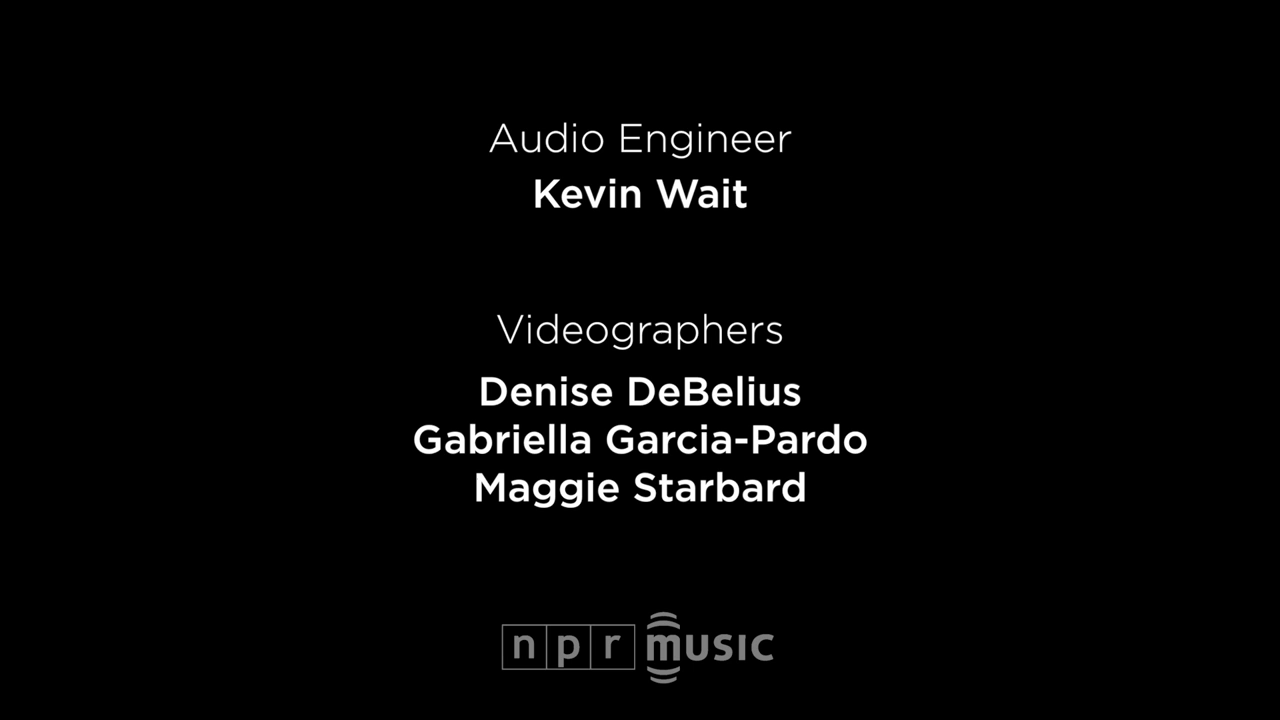 Audio Engineer
Kevin Wait
Videographers
Denise DeBelius
Gabriella Garcia-Pardo
Maggie Starbard
npr music